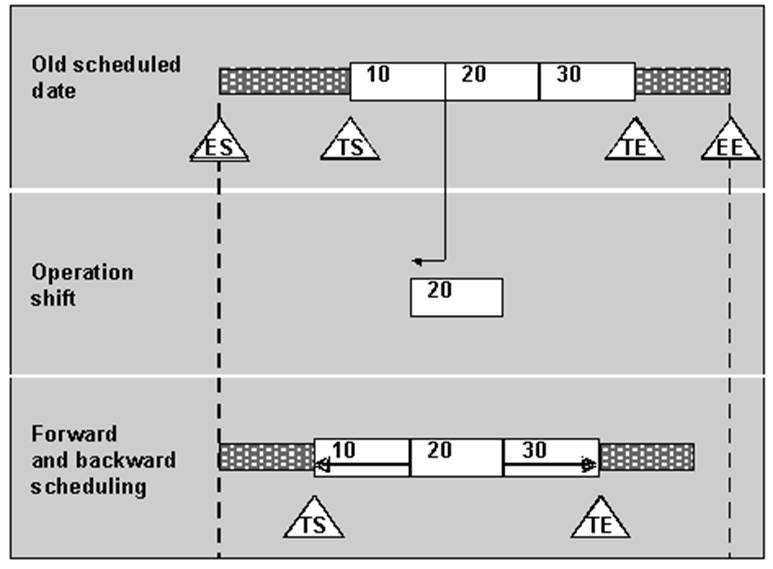 Old scheduled
date
10 20 30
ES TS TE EE
Operation
shift
20
Forward
and backward
scheduling
10 20 30
TS TE